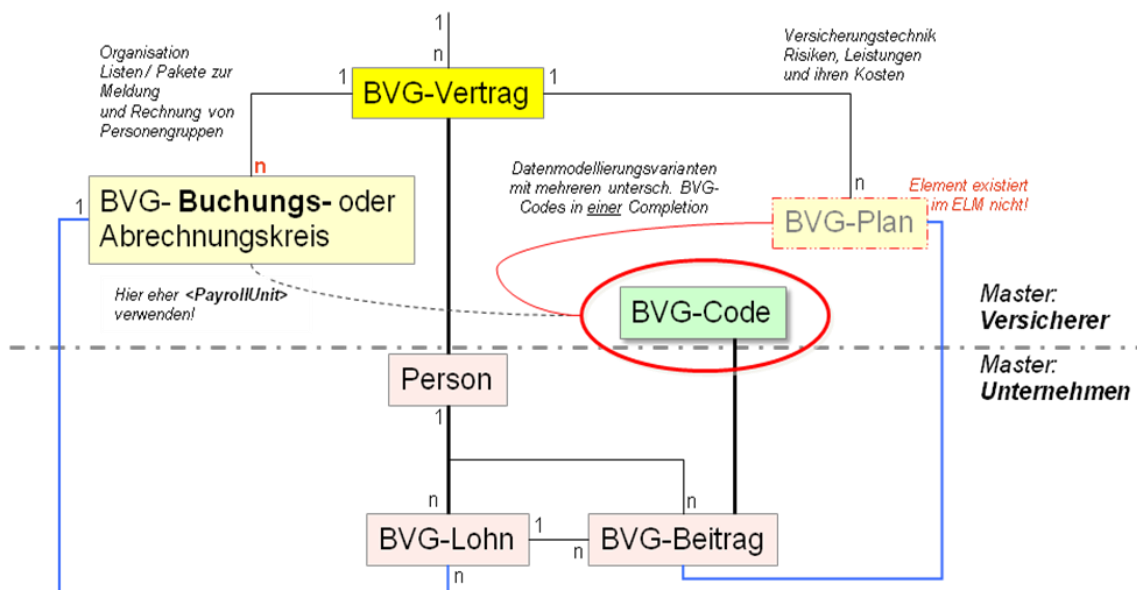 1
n
Organisation
Listen / Pakete zur
Meldung
und Rechnung von
Personengruppen
1
BVG-Vertrag
1
Versicherungstechnik
Risiken, Leistungen
und ihren Kosten
n
n
1
BVG- Buchungs- oder
Abrechnungskreis
Datenmodellierungsvarianten
mit mehreren untersch. BVG-
Codes in einer Completion
Element existiert
im ELM nicht!
BVG-Plan
Hier eher <PayrollUnit>
verwenden!
BVG-Code
Master:
Versicherer
Master:
Unternehmen
Person
1
n
n
BVG-Lohn
1
n
BVG-Beitrag
n